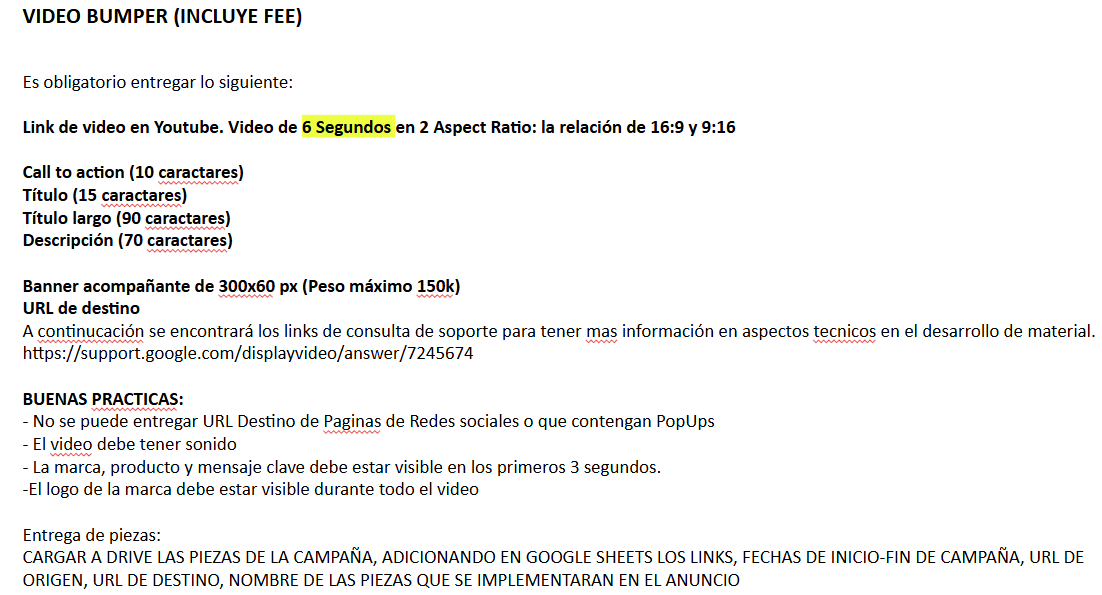 VIDEO BUMPER (INCLUYE FEE)
Es obligatorio entregar lo siguiente:
Link de video en Youtube. Video de 6 Segundos en 2 Aspect Ratio: la relación de 16:9 y 9:16
Call to action (10 caractares)
Título (15 caractares)
Título largo (90 caractares)
Descripción (70 caractares)
Banner acompañante de 300x60 px (Peso máximo 150k)
URL de destino
A continucación se encontrará los links de consulta de soporte para tener mas información en aspectos tecnicos en el desarrollo de material.
https://support.google.com/displayvideo/answer/7245674
BUENAS PRACTICAS:
- No se puede entregar URL Destino de Paginas de Redes sociales o que contengan PopUps
- El video debe tener sonido
- La marca, producto y mensaje clave debe estar visible en los primeros 3 segundos.
-El logo de la marca debe estar visible durante todo el video
Entrega de piezas:
CARGAR A DRIVE LAS PIEZAS DE LA CAMPAÑA, ADICIONANDO EN GOOGLE SHEETS LOS LINKS, FECHAS DE INICIO-FIN DE CAMPAÑA, URL DE
ORIGEN, URL DE DESTINO, NOMBRE DE LAS PIEZAS QUE SE IMPLEMENTARAN EN EL ANUNCIO